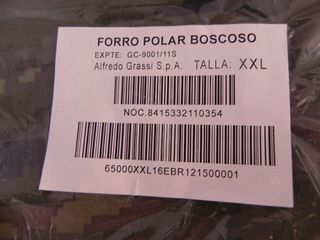 FORRO POLAR BOSCOSO
EXPTE: GC-9001/11S
Alfredo Grassi S.p.A. TALLA: XXL
NOC.8415332110354
65000XXL16EBR121500001